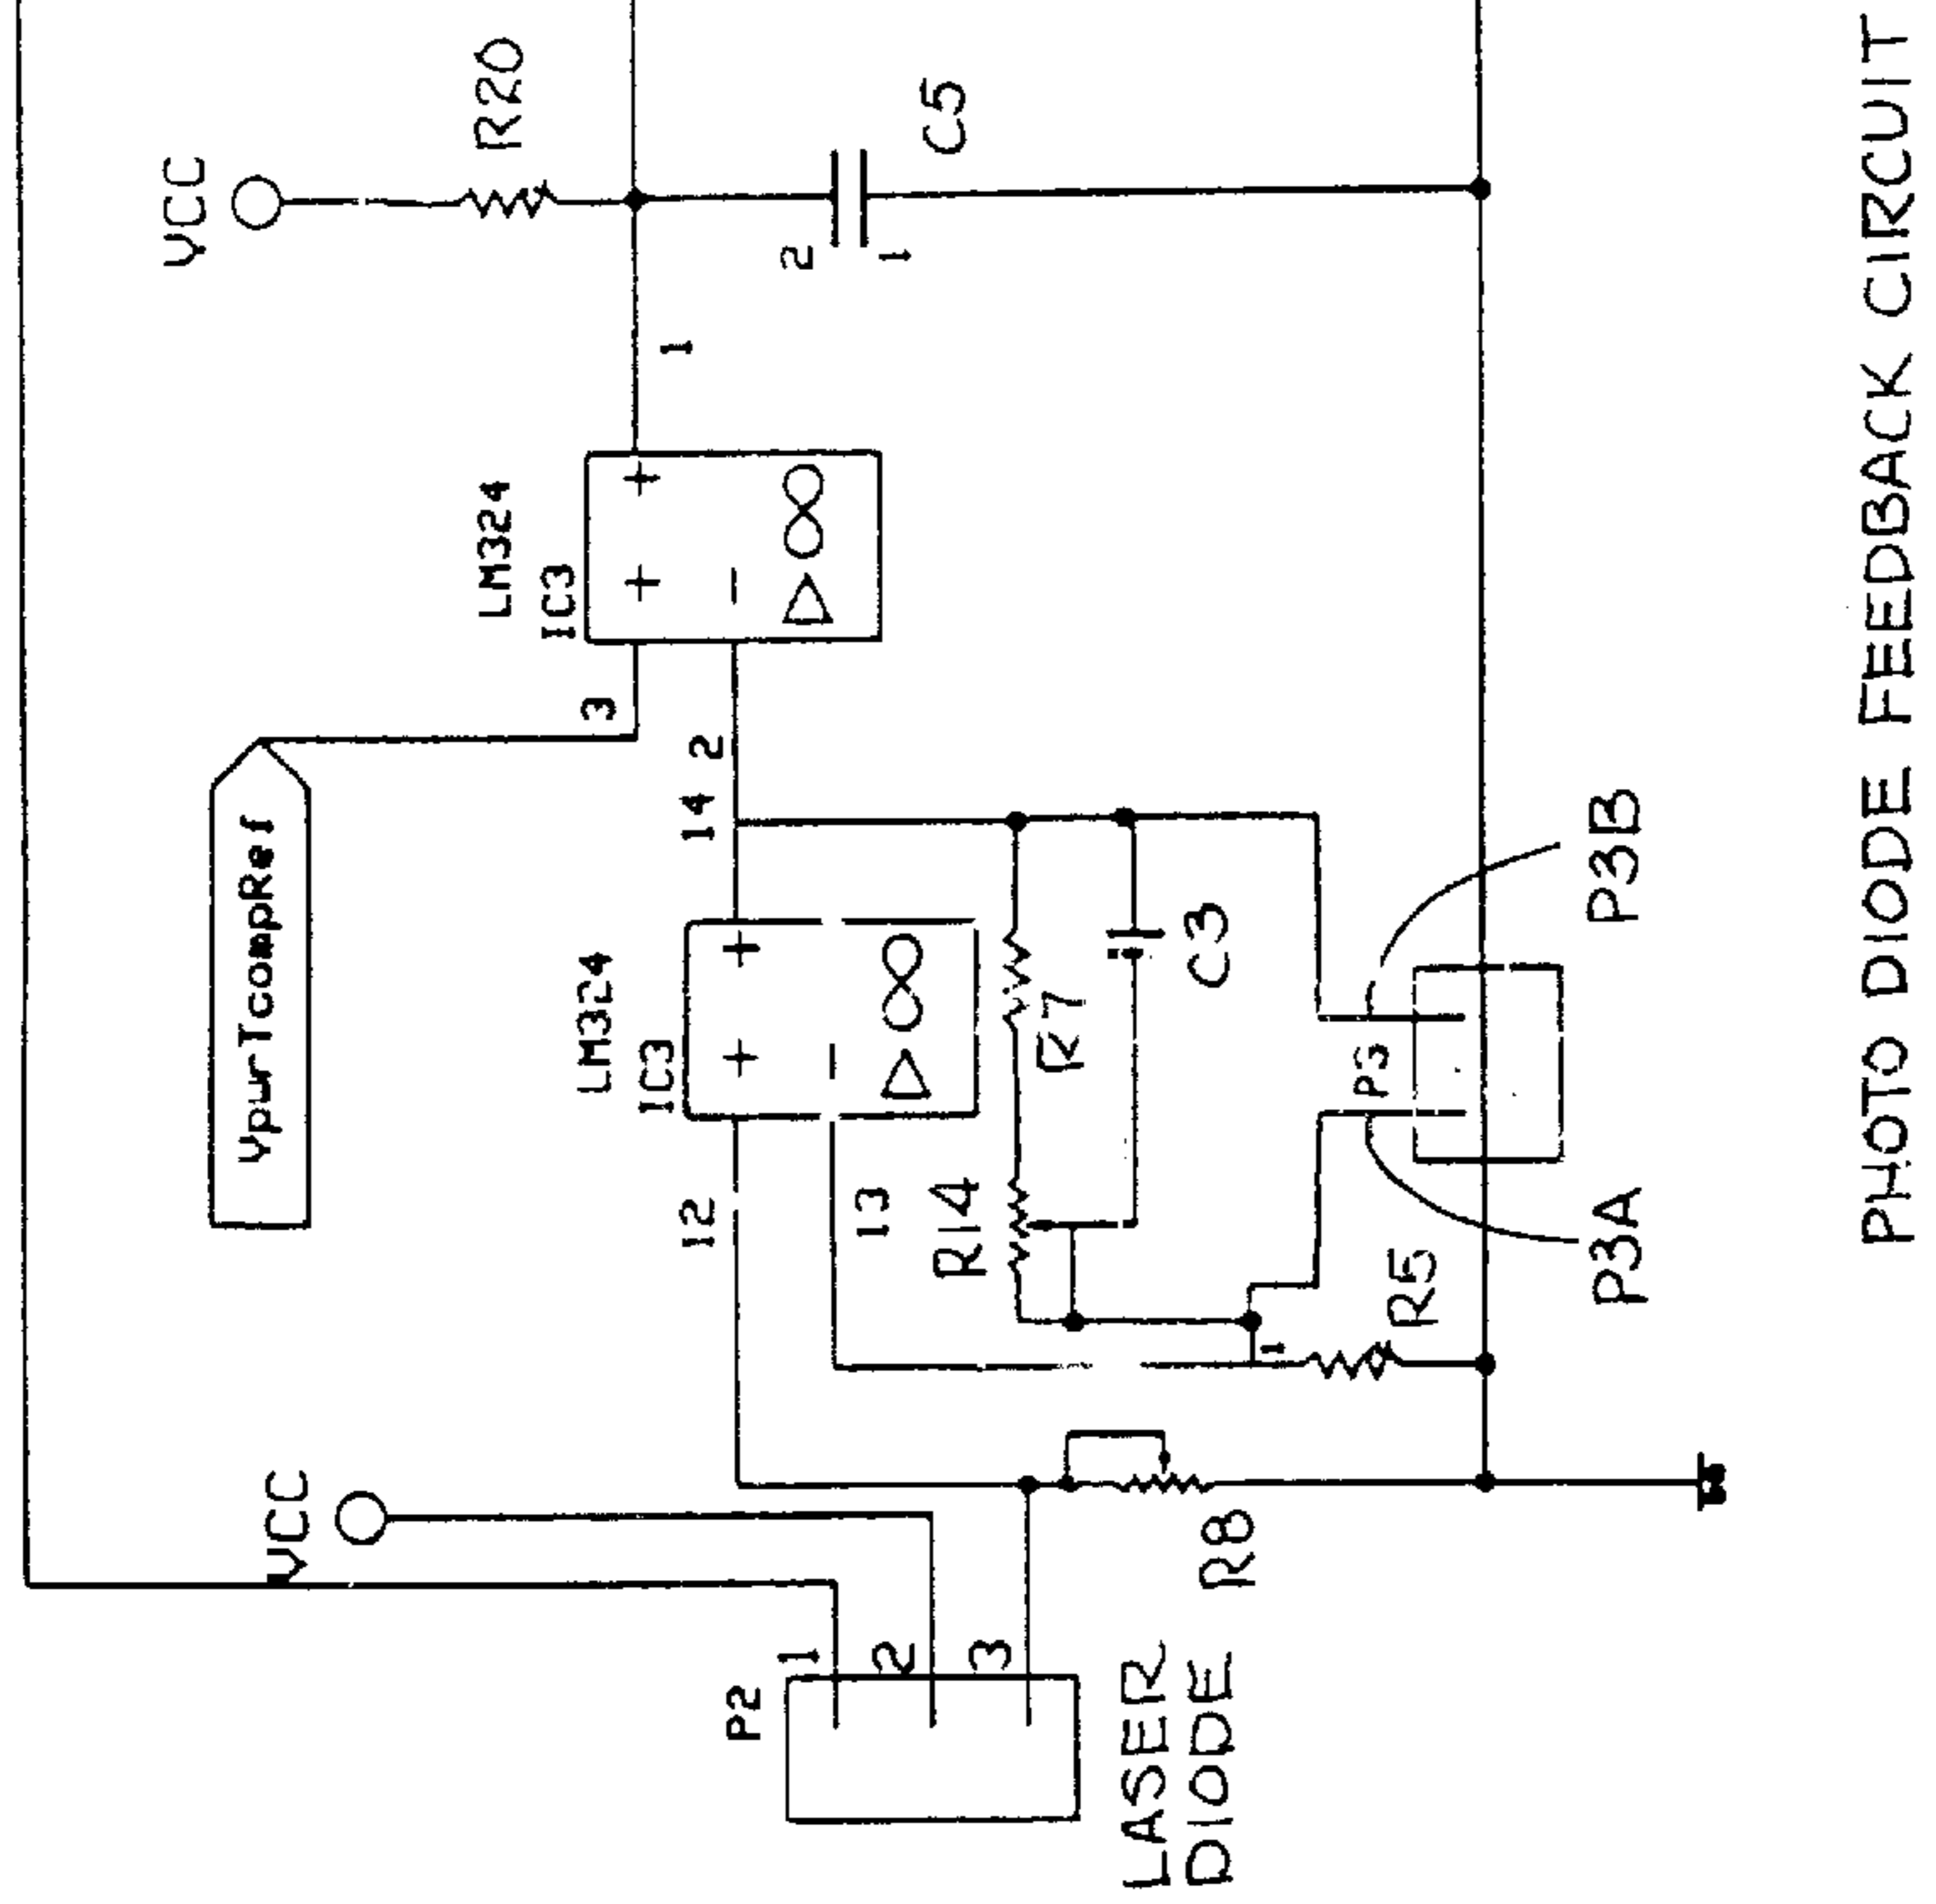 VCC
R20
C5
2
1
1
LM324
IC3
+ +
−
▷∞
3
2
VpwrTcompRef
14
LM324
IC3
+ +
−
▷∞
12
13
R7
C3
R14
P3
P3B
P3A
R5
1
VCC
R8
P2
1
2
3
LASER
DIODE
PHOTO DIODE FEEDBACK CIRCUIT